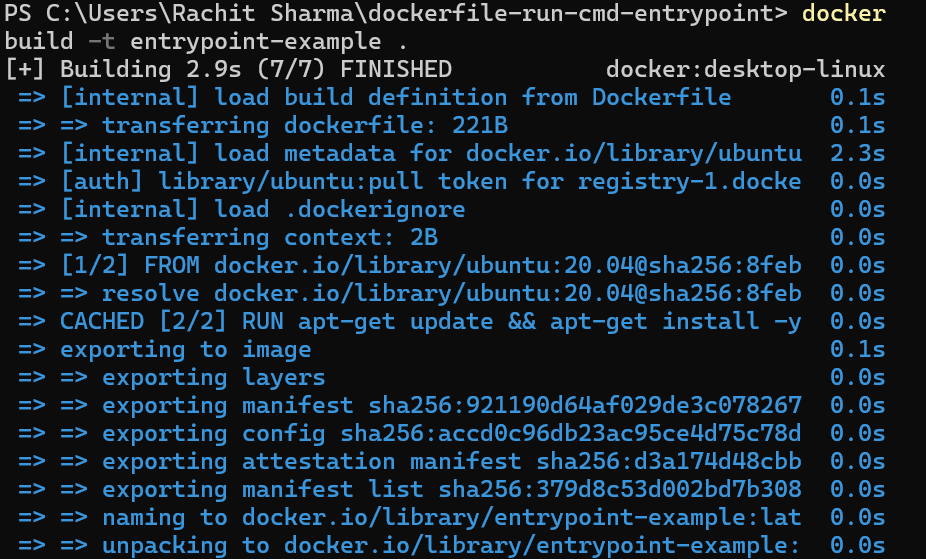 PS C:\Users\Rachit Sharma\dockerfile-run-cmd-entrypoint> docker
build -t entrypoint-example .
[+] Building 2.9s (7/7) FINISHED docker:desktop-linux
=> [internal] load build definition from Dockerfile 0.1s
=> => transferring dockerfile: 221B 0.1s
=> [internal] load metadata for docker.io/library/ubuntu 2.3s
=> [auth] library/ubuntu:pull token for registry-1.docke 0.0s
=> [internal] load .dockerignore 0.0s
=> => transferring context: 2B 0.0s
=> [1/2] FROM docker.io/library/ubuntu:20.04@sha256:8feb 0.0s
=> => resolve docker.io/library/ubuntu:20.04@sha256:8feb 0.0s
=> CACHED [2/2] RUN apt-get update && apt-get install -y 0.0s
=> exporting to image 0.1s
=> => exporting layers 0.0s
=> => exporting manifest sha256:921190d64af029de3c078267 0.0s
=> => exporting config sha256:accd0c96db23ac95ce4d75c78d 0.0s
=> => exporting attestation manifest sha256:d3a174d48cbb 0.0s
=> => exporting manifest list sha256:379d8c53d002bd7b308 0.0s
=> => naming to docker.io/library/entrypoint-example:lat 0.0s
=> => unpacking to docker.io/library/entrypoint-example: 0.0s